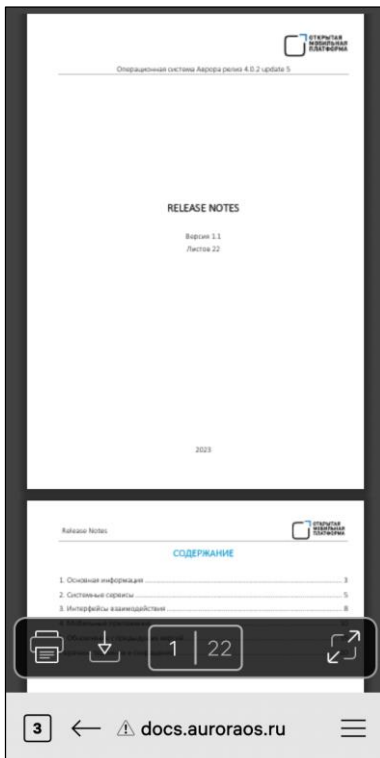 ОТКРЫТАЯ
МОБИЛЬНАЯ
ПЛАТФОРМА
Операционная система Аврора релиз 4.0.2 update 5
RELEASE NOTES
Версия 1.1
Листов 22
2023
Release Notes
ОТКРЫТАЯ
МОБИЛЬНАЯ
ПЛАТФОРМА
СОДЕРЖАНИЕ
1. Основная информация 3
2. Системные сервисы 5
3. Интерфейсы взаимодействия 8
1 | 22
3 docs.auroraos.ru